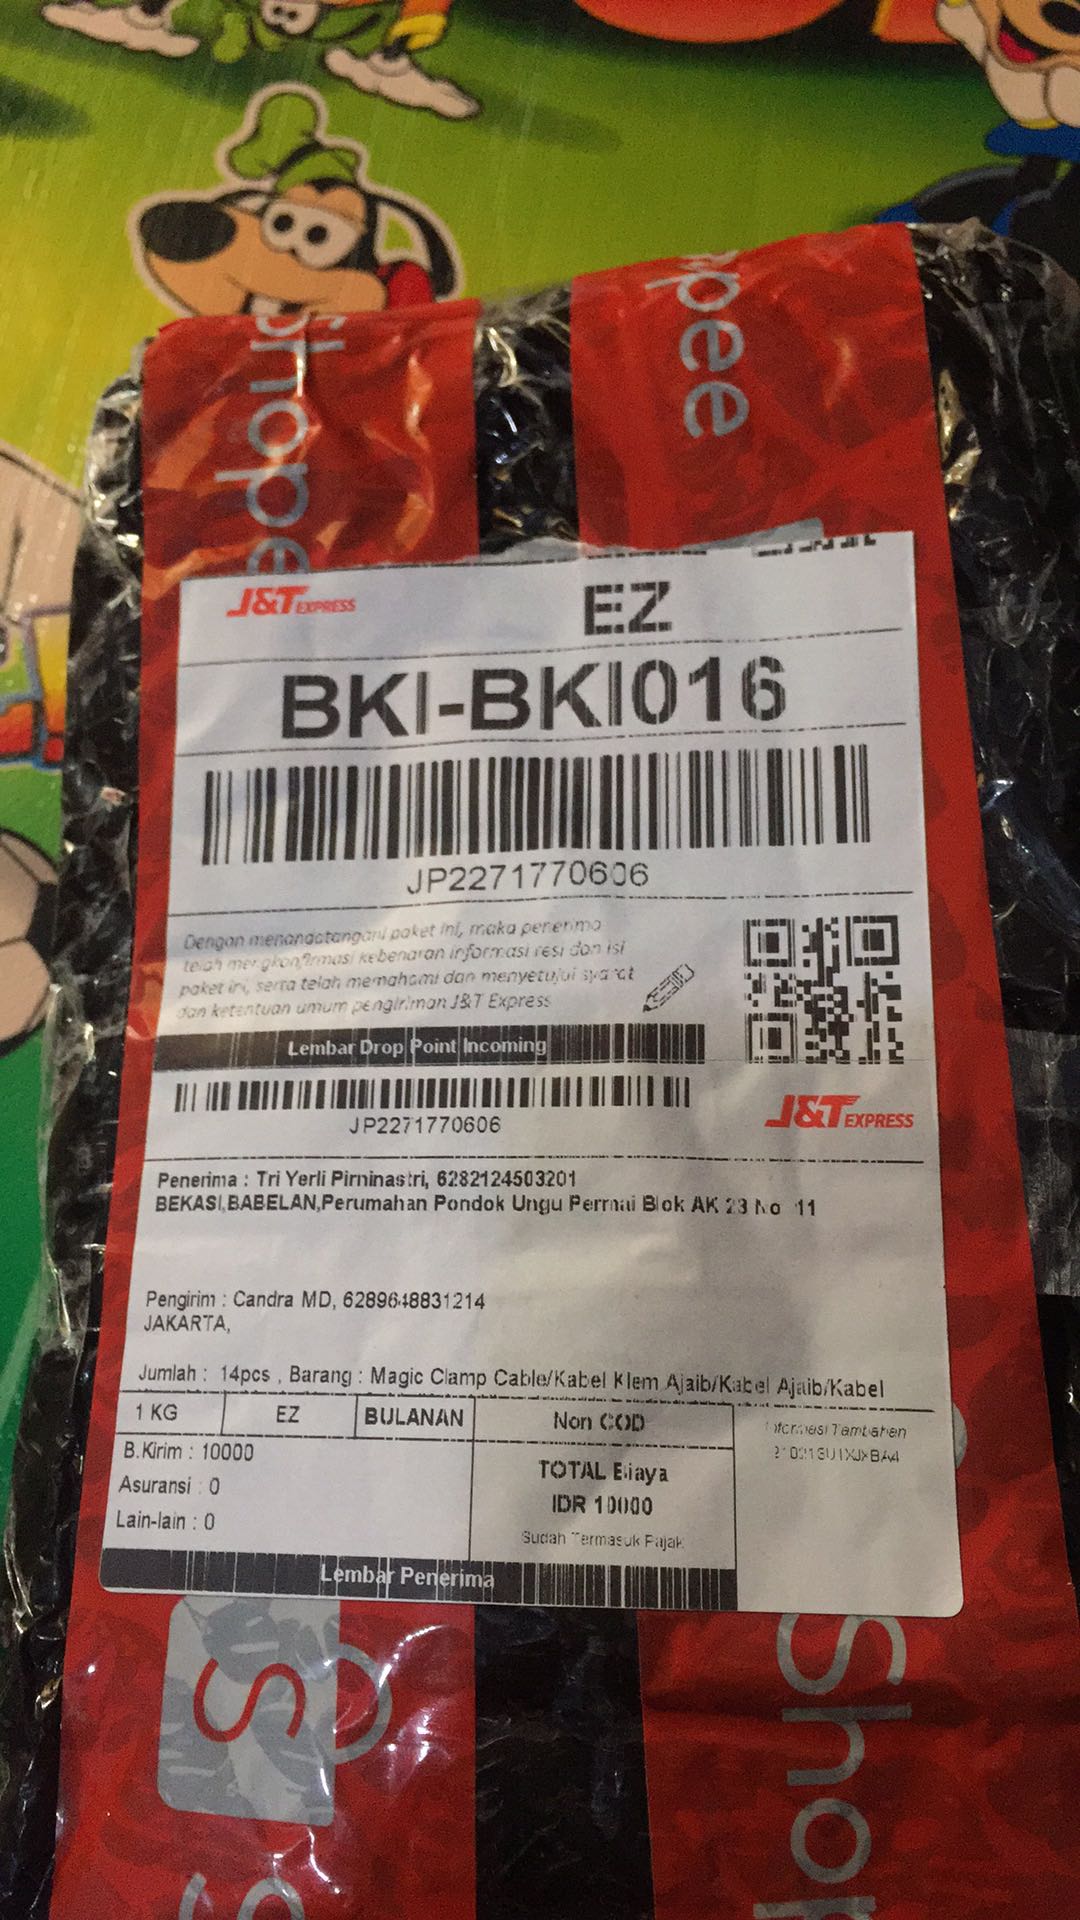 Shopee
Shopee
J&T EXPRESS
EZ
BKI-BKI016
JP2271770606
Dengan menandatangani paket ini, maka penerima
telah mengkonfirmasi kebenaran informasi resi dan isi
paket ini, serta telah memahami dan menyetujui syarat
dan ketentuan umum pengiriman J&T Express
Lembar Drop Point Incoming
JP2271770606
J&T EXPRESS
Penerima : Tri Yerli Pirninastri, 6282124503201
BEKASI,BABELAN,Perumahan Pondok Ungu Permai Blok AK 23 No 11
Pengirim : Candra MD, 6289648831214
JAKARTA,
Jumlah : 14pcs , Barang : Magic Clamp Cable/Kabel Klem Ajaib/Kabel Ajaib/Kabel
1 KG EZ BULANAN Non COD
Informasi Tambahan
B.Kirim : 10000
Asuransi : 0
Lain-lain : 0
TOTAL Biaya
IDR 10000
Sudah Termasuk Pajak
Lembar Penerima
S
Shop